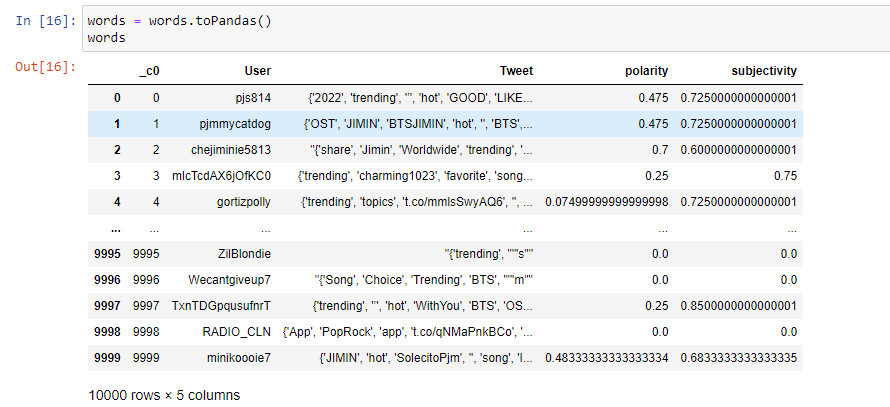 In [16]: words = words.toPandas()
words
Out[16]:
_c0 User Tweet polarity subjectivity
0 0 pjs814 {'2022', 'trending', '"', 'hot', 'GOOD', 'LIKE... 0.475 0.7250000000000001
1 1 pjmmycatdog {'OST', 'JIMIN', 'BTSJIMIN', 'hot', '', 'BTS',... 0.475 0.7250000000000001
2 2 chejiminie5813 "{'share', 'Jimin', 'Worldwide', 'trending', '... 0.7 0.6000000000000001
3 3 mIcTcdAX6jOfKC0 {'trending', 'charming1023', 'favorite', 'song... 0.25 0.75
4 4 gortizpolly {'trending', 'topics', 't.co/mmIsSwyAQ6', '', ... 0.07499999999999998 0.7250000000000001
... ... ... ... ... ...
9995 9995 ZilBlondie "{'trending', """s"" 0.0 0.0
9996 9996 Wecantgiveup7 "{'Song', 'Choice', 'Trending', 'BTS', """m"" 0.0 0.0
9997 9997 TxnTDGpqusufnrT {'trending', '"', 'hot', 'WithYou', 'BTS', 'OS... 0.25 0.8500000000000001
9998 9998 RADIO_CLN {'App', 'PopRock', 'app', 't.co/qNMaPnkBCo', '... 0.0 0.0
9999 9999 minikoooie7 {'JIMIN', 'hot', 'SolecitoPjm', '', 'song', 'I... 0.48333333333333334 0.6833333333333335
10000 rows × 5 columns